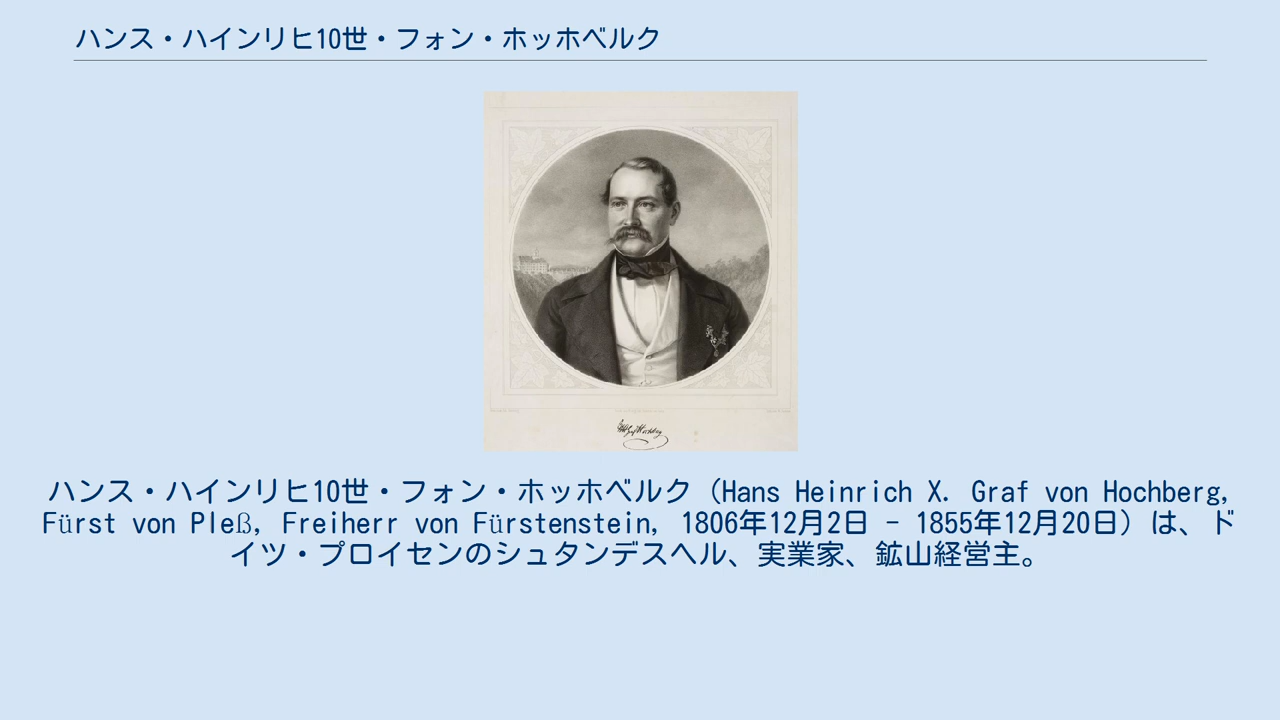 ハンス・ハインリヒ10世・フォン・ホッホベルク
ハンス・ハインリヒ10世・フォン・ホッホベルク（Hans Heinrich X. Graf von Hochberg,
Fürst von Pleß, Freiherr von Fürstenstein, 1806年12月2日 - 1855年12月20日）は、ド
イツ・プロイセンのシュタンデスヘル、実業家、鉱山経営主。